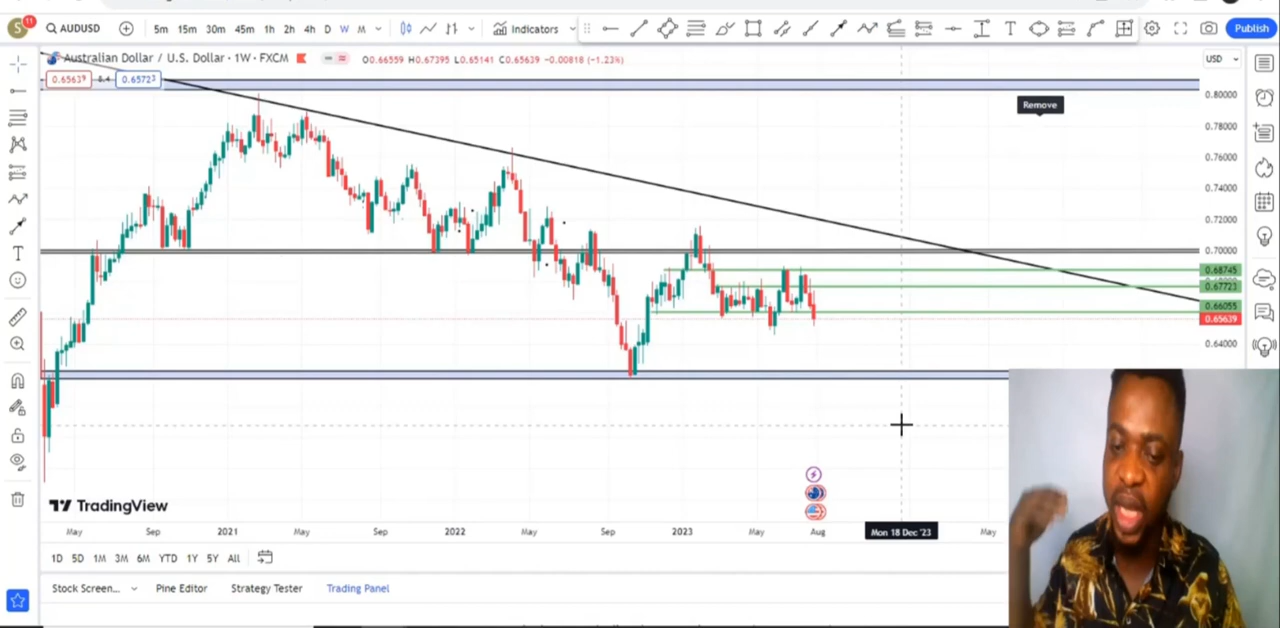 S 11 AUDUSD 5m 15m 30m 45m 1h 2h 4h D W M Indicators T Publish
Australian Dollar / U.S. Dollar · 1W · FXCM O0.66559 H0.67395 L0.65141 C0.65639 −0.00818 (−1.23%) USD
0.65639 8.4 0.65723
0.80000
Remove
0.78000
0.76000
0.74000
0.72000
0.70000
0.68745
0.67723
0.66055
0.65639
0.64000
TradingView
May Sep 2021 May Sep 2022 May Sep 2023 May Aug Mon 18 Dec '23 May
1D 5D 1M 3M 6M YTD 1Y 5Y All
Stock Screen... Pine Editor Strategy Tester Trading Panel